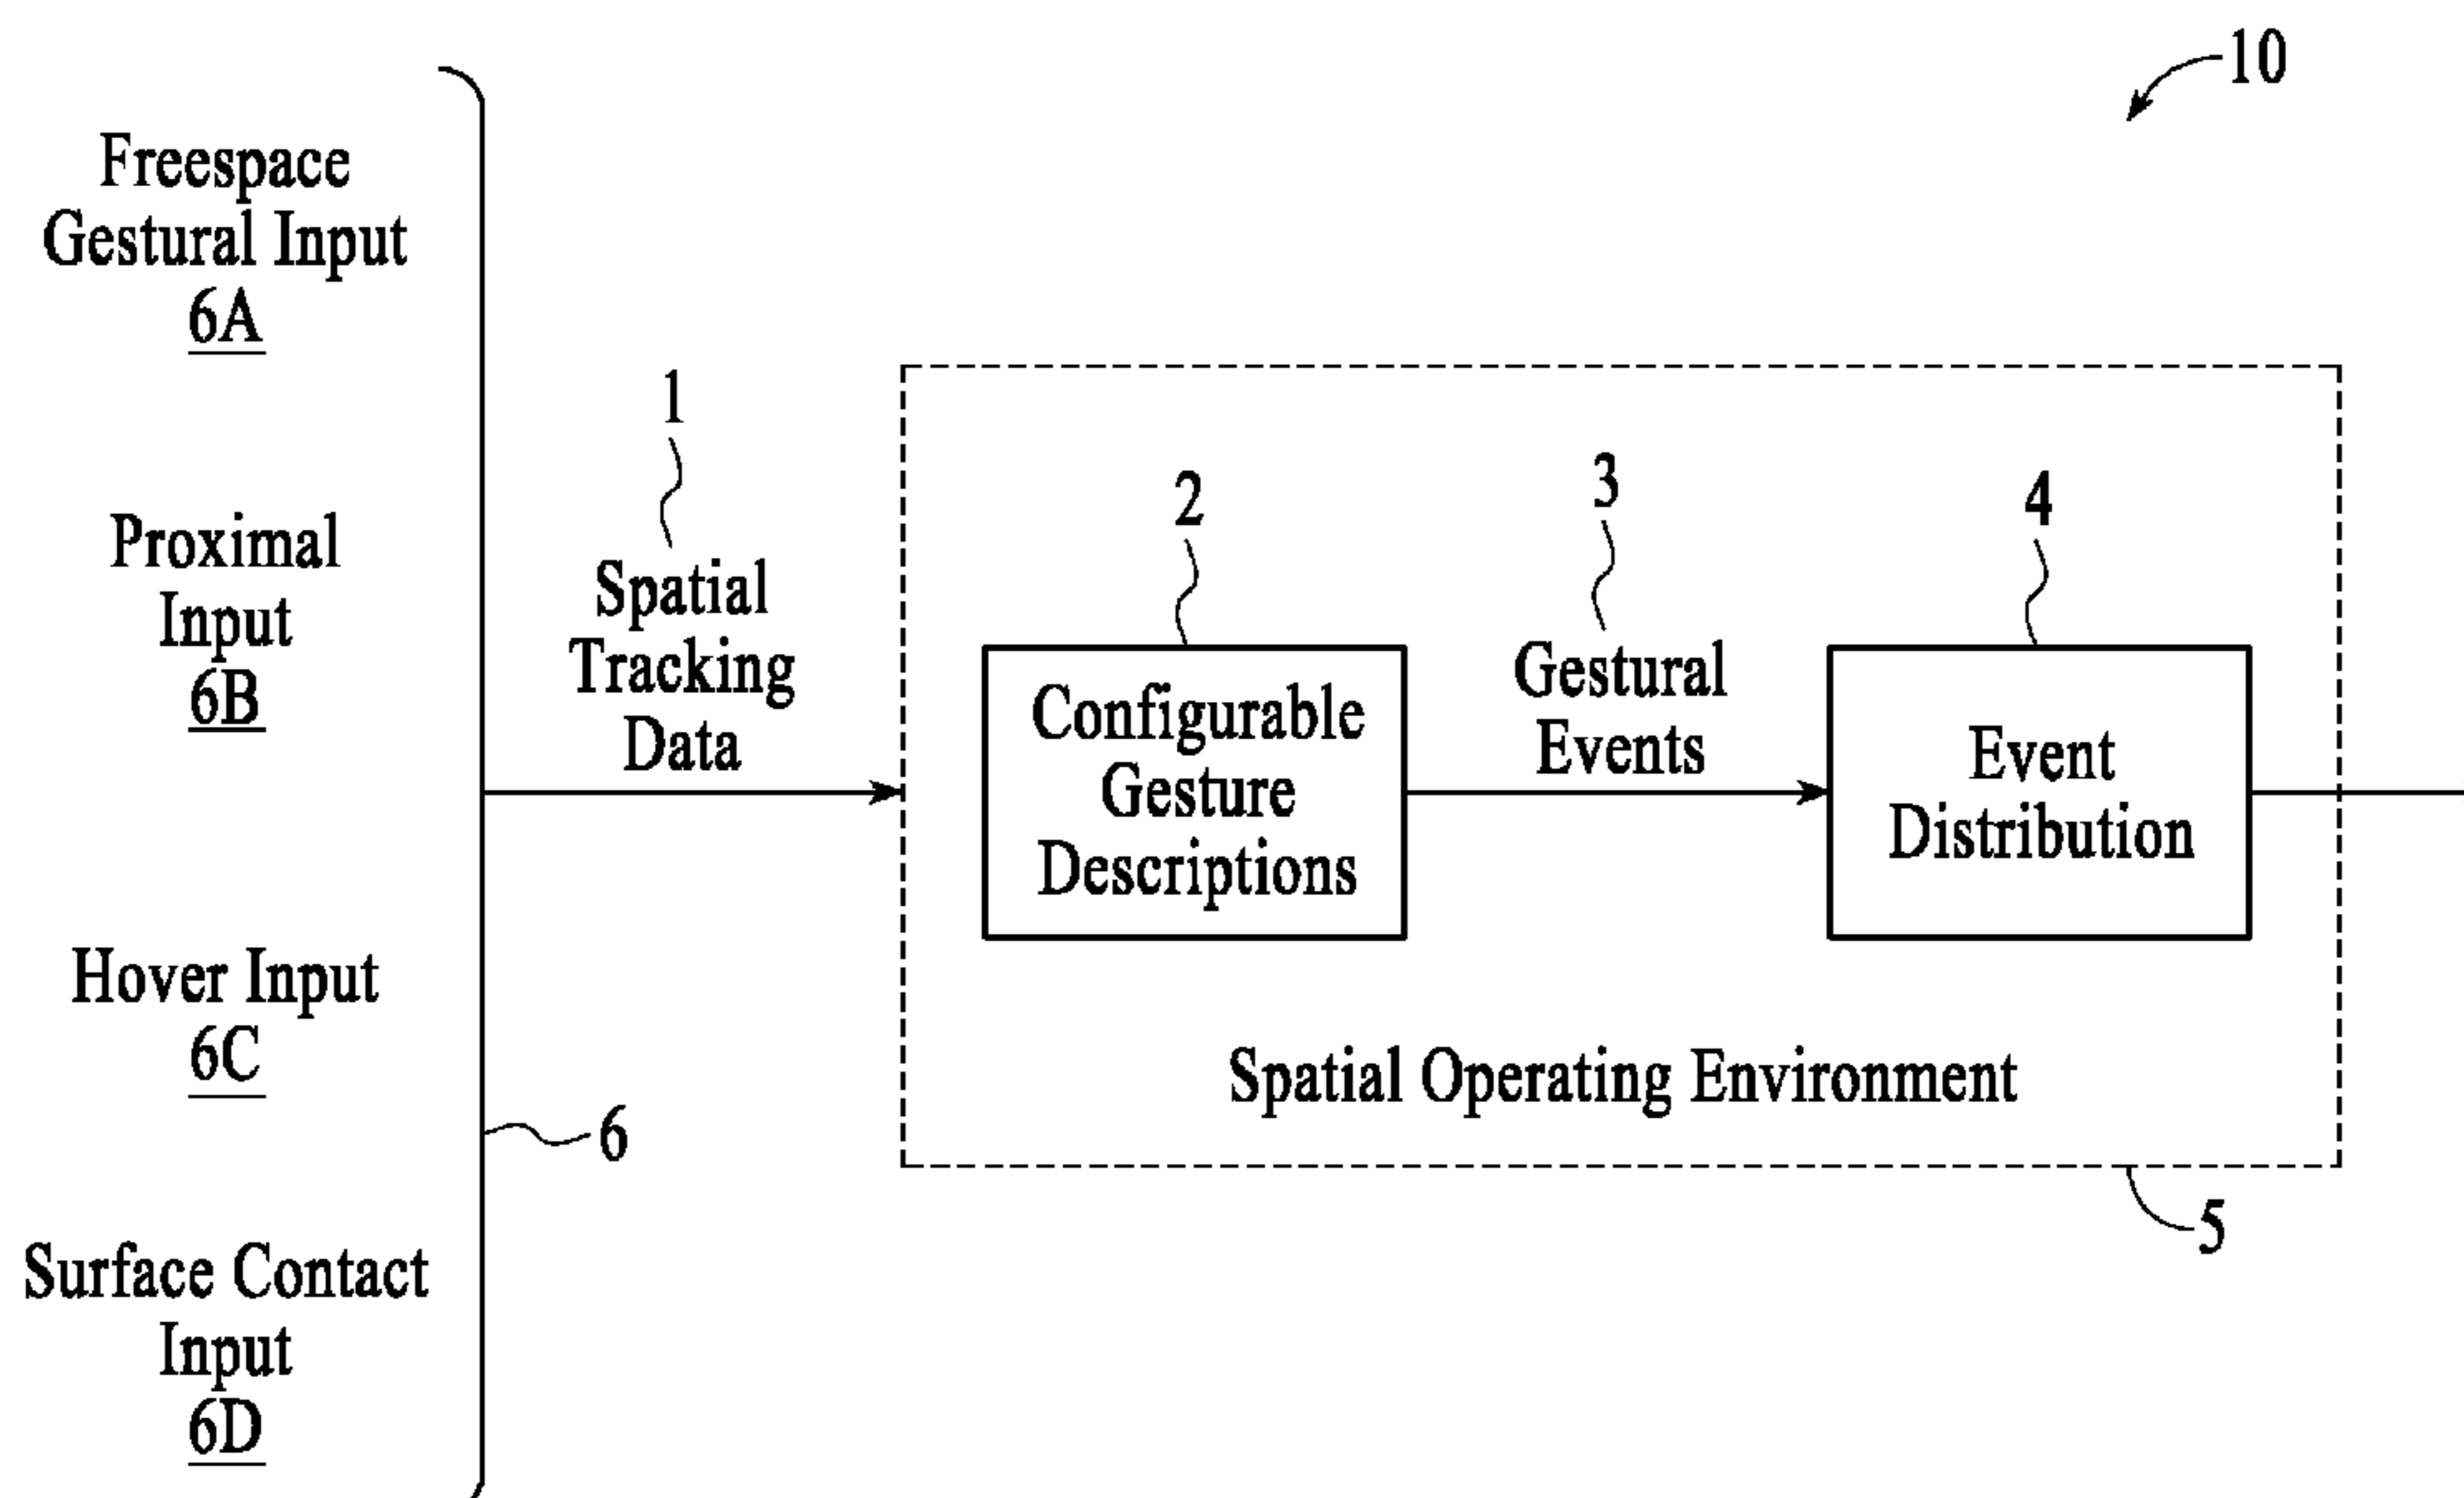 10
Freespace
Gestural Input
6A
Proximal
Input
6B
Hover Input
6C
Surface Contact
Input
6D
6
1
Spatial
Tracking
Data
2
Configurable
Gesture
Descriptions
3
Gestural
Events
4
Event
Distribution
Spatial Operating Environment
5